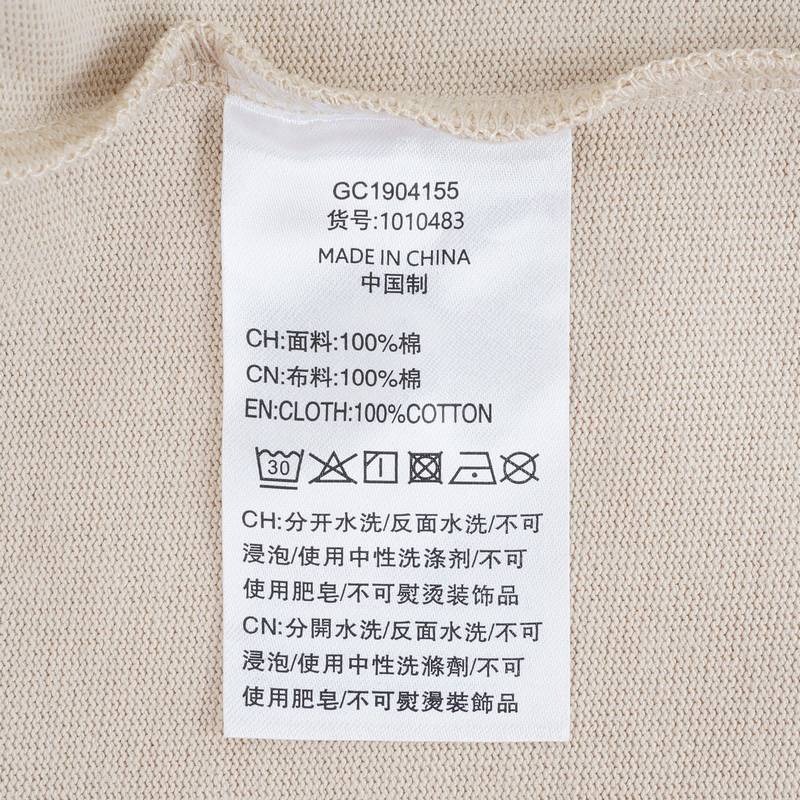 GC1904155
货号:1010483
MADE IN CHINA
中国制
CH:面料:100%棉
CN:布料:100%棉
EN:CLOTH:100%COTTON
30
CH:分开水洗/反面水洗/不可
浸泡/使用中性洗涤剂/不可
使用肥皂/不可熨烫装饰品
CN:分開水洗/反面水洗/不可
浸泡/使用中性洗滌劑/不可
使用肥皂/不可熨燙裝飾品